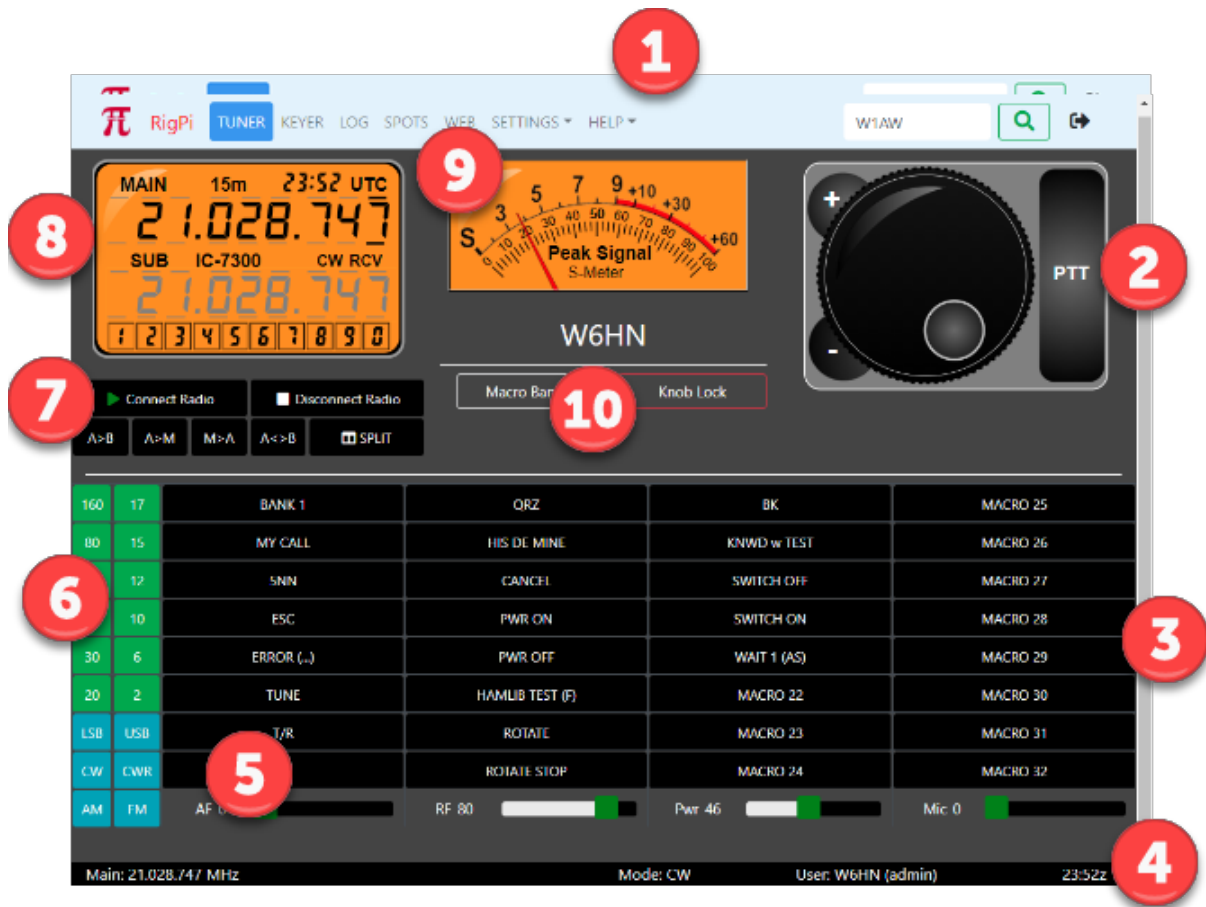 1
RigPi TUNER KEYER LOG SPOTS WEB SETTINGS HELP W1AW
9
MAIN 15m 23:52 UTC
21.028.747
SUB IC-7300 CW RCV
21.028.747
1 2 3 4 5 6 7 8 9 0
8
S 3 5 7 9 +10 +30 +60
0 10 20 30 40 50 60 70 80 90 100
Peak Signal
S-Meter
+
-
PTT
2
W6HN
7
Connect Radio Disconnect Radio
Macro Knob Lock
10
A>B A>M M>A A<>B SPLIT
160 17 BANK 1 QRZ BK MACRO 25
80 15 MY CALL HIS DE MINE KNWD w TEST MACRO 26
12 5NN CANCEL SWITCH OFF MACRO 27
6
10 ESC PWR ON SWITCH ON MACRO 28
3
30 6 ERROR (...) PWR OFF WAIT 1 (AS) MACRO 29
20 2 TUNE HAMLIB TEST (F) MACRO 22 MACRO 30
LSB USB T/R ROTATE MACRO 23 MACRO 31
CW CWR ROTATE STOP MACRO 24 MACRO 32
5
AM FM AF RF 80 Pwr 46 Mic 0
4
Main: 21.028.747 MHz Mode: CW User: W6HN (admin) 23:52z